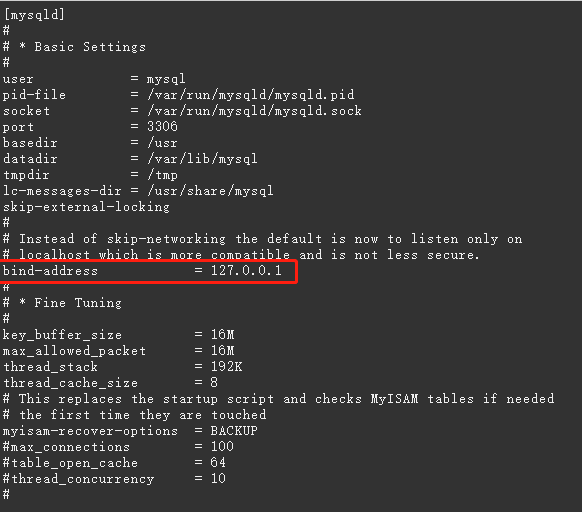 [mysqld]
#
# * Basic Settings
#
user            = mysql
pid-file        = /var/run/mysqld/mysqld.pid
socket          = /var/run/mysqld/mysqld.sock
port            = 3306
basedir         = /usr
datadir         = /var/lib/mysql
tmpdir          = /tmp
lc-messages-dir = /usr/share/mysql
skip-external-locking
#
# Instead of skip-networking the default is now to listen only on
# localhost which is more compatible and is not less secure.
bind-address            = 127.0.0.1
#
# * Fine Tuning
#
key_buffer_size         = 16M
max_allowed_packet      = 16M
thread_stack            = 192K
thread_cache_size       = 8
# This replaces the startup script and checks MyISAM tables if needed
# the first time they are touched
myisam-recover-options  = BACKUP
#max_connections        = 100
#table_open_cache       = 64
#thread_concurrency     = 10
#